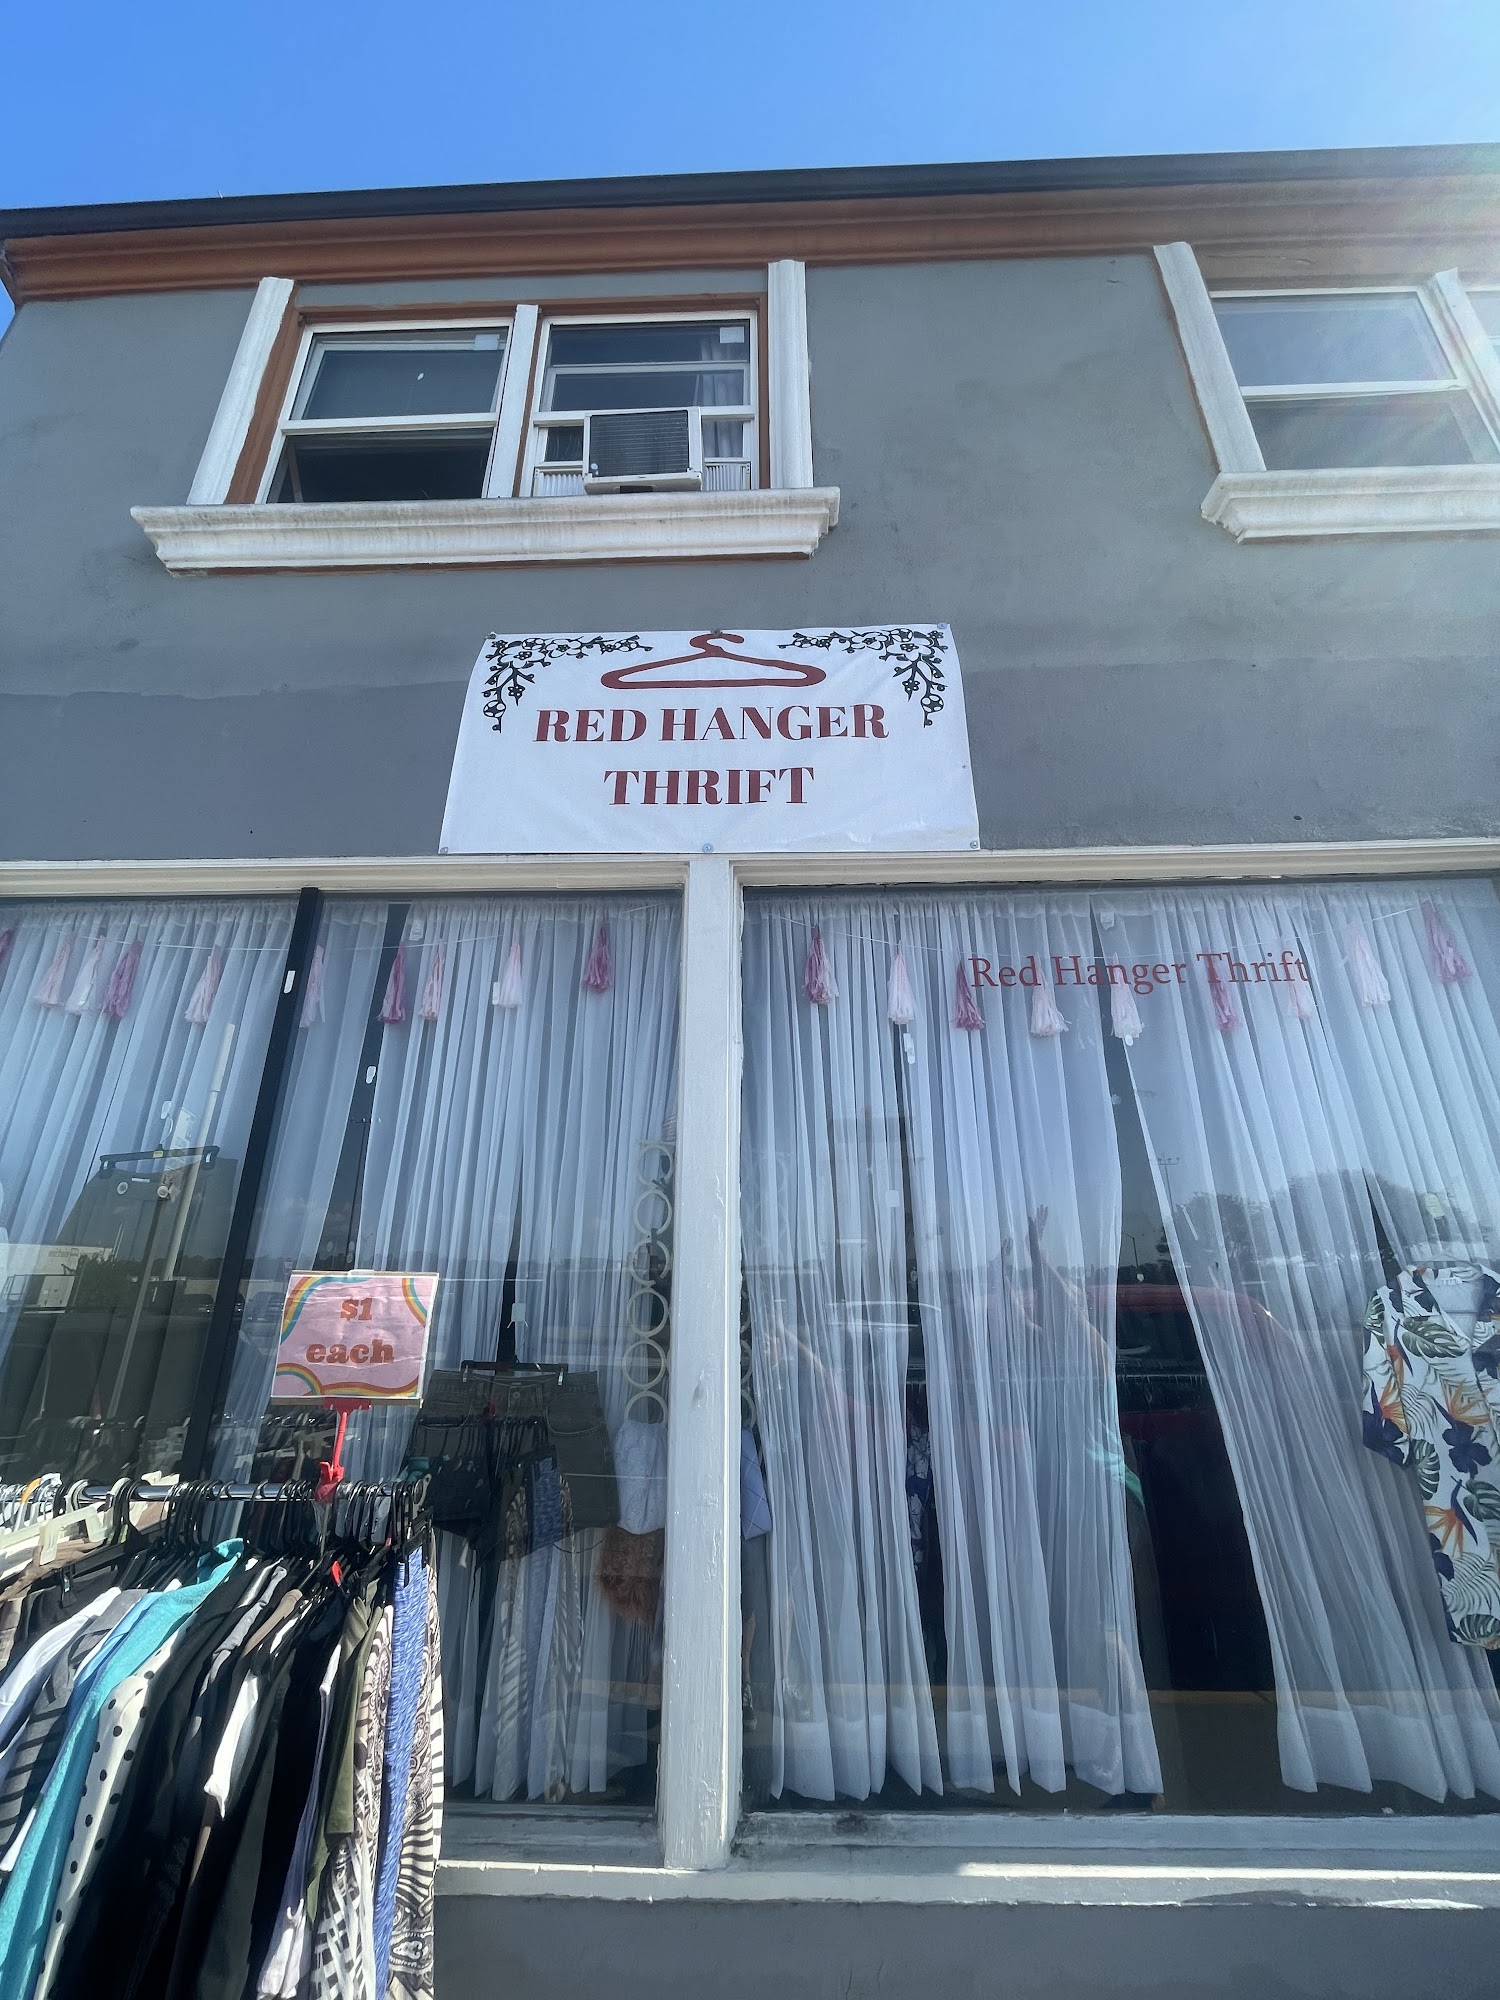 RED HANGER
THRIFT
Red Hanger Thrift
$1
each